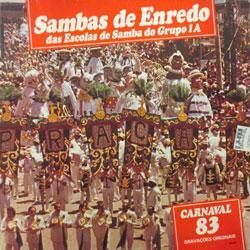 Sambas de Enredo
das Escolas de Samba do Grupo 1A
P R A C
CARNAVAL
83
GRAVAÇÕES ORIGINAIS